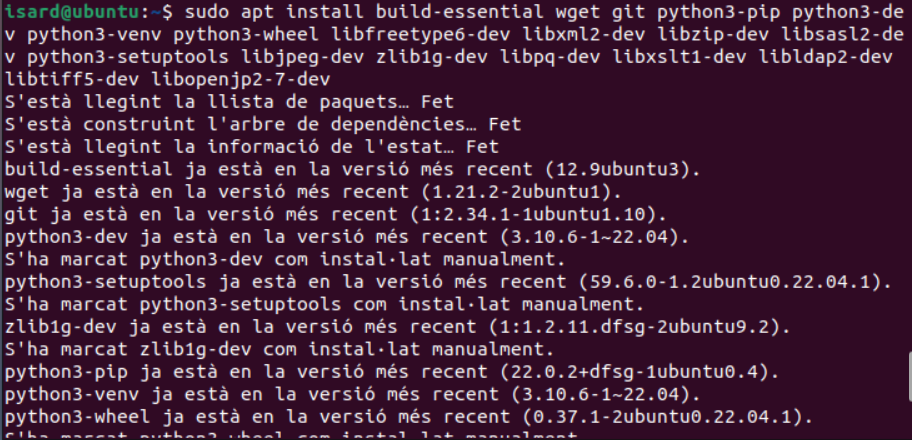 isard@ubuntu:~$ sudo apt install build-essential wget git python3-pip python3-de
v python3-venv python3-wheel libfreetype6-dev libxml2-dev libzip-dev libsasl2-de
v python3-setuptools libjpeg-dev zlib1g-dev libpq-dev libxslt1-dev libldap2-dev
libtiff5-dev libopenjp2-7-dev
S'està llegint la llista de paquets… Fet
S'està construint l'arbre de dependències… Fet
S'està llegint la informació de l'estat… Fet
build-essential ja està en la versió més recent (12.9ubuntu3).
wget ja està en la versió més recent (1.21.2-2ubuntu1).
git ja està en la versió més recent (1:2.34.1-1ubuntu1.10).
python3-dev ja està en la versió més recent (3.10.6-1~22.04).
S'ha marcat python3-dev com instal·lat manualment.
python3-setuptools ja està en la versió més recent (59.6.0-1.2ubuntu0.22.04.1).
S'ha marcat python3-setuptools com instal·lat manualment.
zlib1g-dev ja està en la versió més recent (1:1.2.11.dfsg-2ubuntu9.2).
S'ha marcat zlib1g-dev com instal·lat manualment.
python3-pip ja està en la versió més recent (22.0.2+dfsg-1ubuntu0.4).
python3-venv ja està en la versió més recent (3.10.6-1~22.04).
python3-wheel ja està en la versió més recent (0.37.1-2ubuntu0.22.04.1).
S'ha marcat python3-wheel com instal·lat manualment.